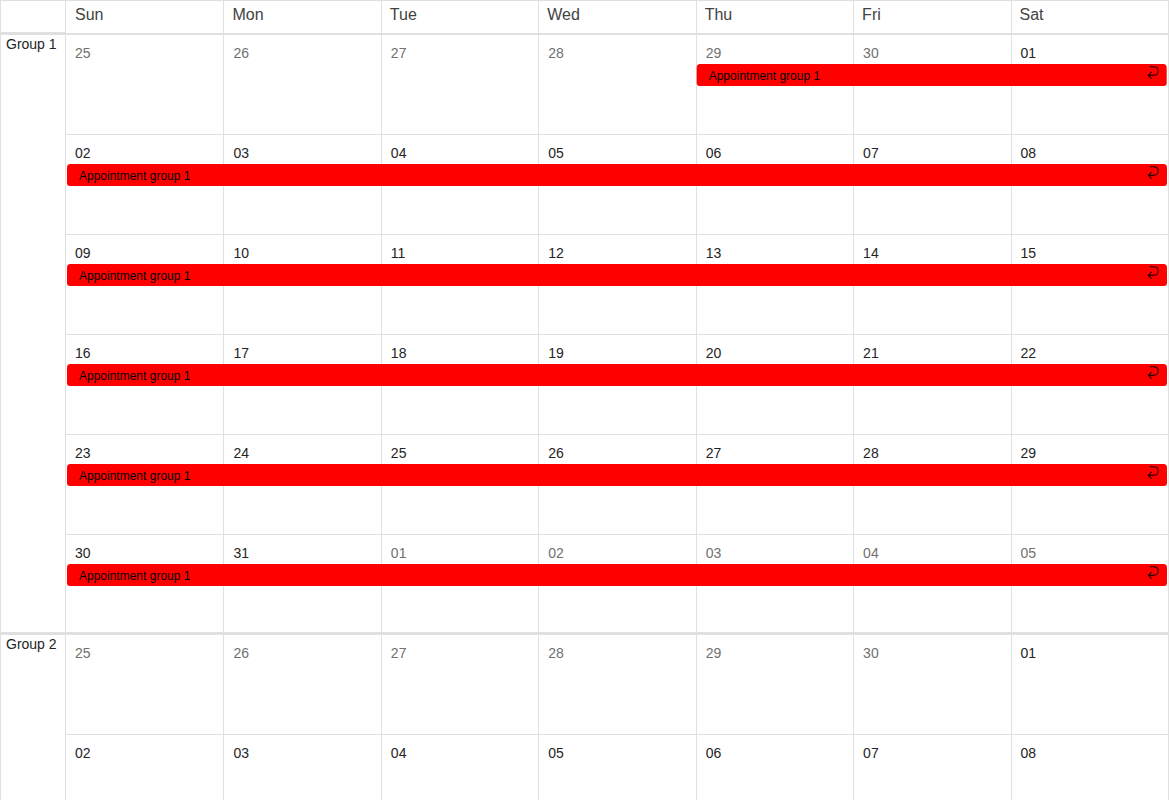 Sun Mon Tue Wed Thu Fri Sat
Group 1
25 26 27 28 29 30 01
Appointment group 1
02 03 04 05 06 07 08
Appointment group 1
09 10 11 12 13 14 15
Appointment group 1
16 17 18 19 20 21 22
Appointment group 1
23 24 25 26 27 28 29
Appointment group 1
30 31 01 02 03 04 05
Appointment group 1
Group 2
25 26 27 28 29 30 01
02 03 04 05 06 07 08